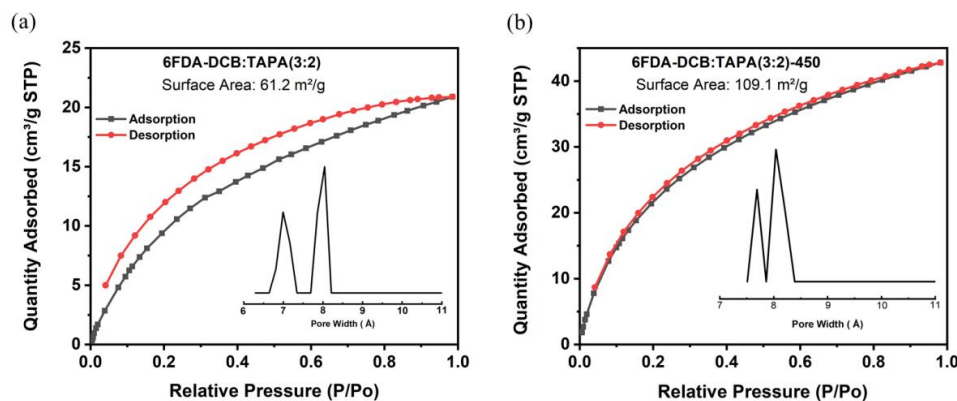 (a)
6FDA-DCB:TAPA(3:2)
Surface Area: 61.2 m²/g
Adsorption
Desorption
Quantity Adsorbed (cm³/g STP)
25
20
15
10
5
0
0.0 0.2 0.4 0.6 0.8 1.0
Relative Pressure (P/Po)
6 7 8 9 10 11
Pore Width ( Å)
(b)
6FDA-DCB:TAPA(3:2)-450
Surface Area: 109.1 m²/g
Adsorption
Desorption
Quantity Adsorbed (cm³/g STP)
40
30
20
10
0
0.0 0.2 0.4 0.6 0.8 1.0
Relative Pressure (P/Po)
7 8 9 10 11
Pore Width ( Å)